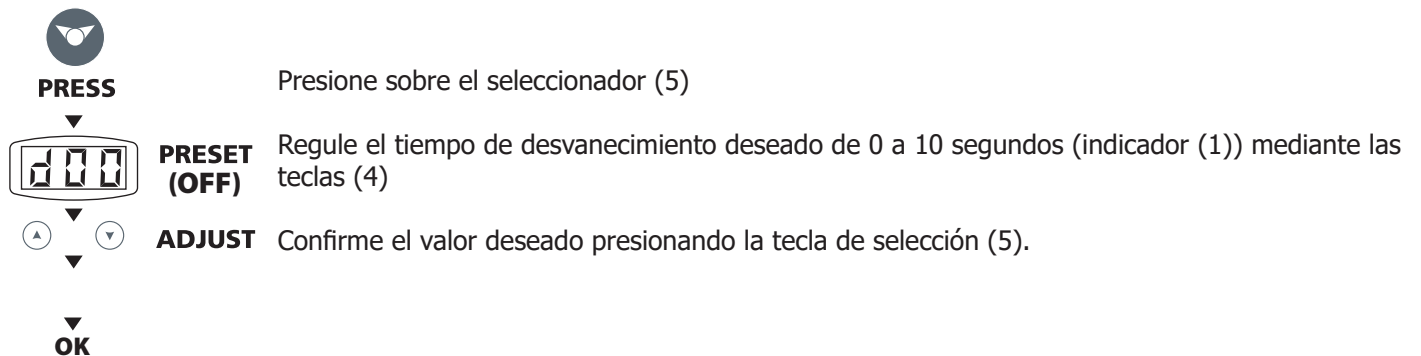 PRESS
Presione sobre el seleccionador (5)
d00
PRESET
(OFF)
Regule el tiempo de desvanecimiento deseado de 0 a 10 segundos (indicador (1)) mediante las
teclas (4)
ADJUST
Confirme el valor deseado presionando la tecla de selección (5).
OK